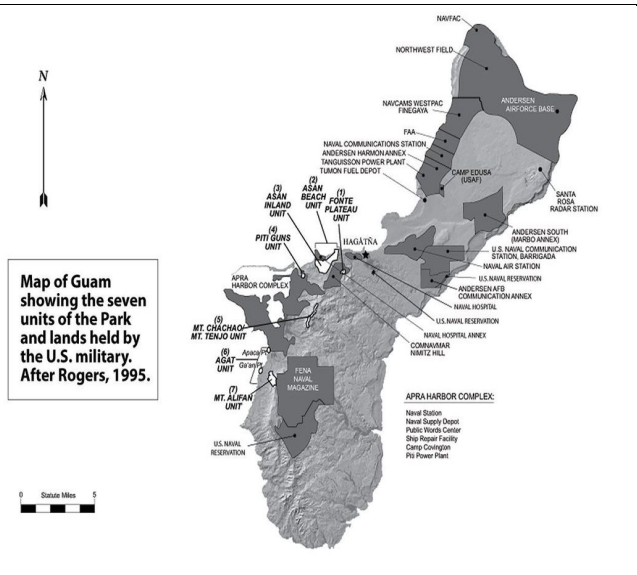 NAVFAC
NORTHWEST FIELD
ANDERSEN
AIRFORCE BASE
NAVCAMS WESTPAC
FINEGAYA
FAA
NAVAL COMMUNICATIONS STATION
ANDERSEN HARMON ANNEX
TANGUISSON POWER PLANT
TUMON FUEL DEPOT
CAMP EDUSA
(USAF)
SANTA
ROSA
RADAR STATION
N
(3)
ASAN
INLAND
UNIT
(2)
ASAN
BEACH
UNIT
(1)
FONTE
PLATEAU
UNIT
(4)
PITI GUNS
UNIT
HAGÅTÑA
ANDERSEN SOUTH
(MARBO ANNEX)
U.S. NAVAL COMMUNICATION
STATION, BARRIGADA
NAVAL AIR STATION
U.S. NAVAL RESERVATION
ANDERSEN AFB
COMMUNICATION ANNEX
NAVAL HOSPITAL
U.S. NAVAL RESERVATION
NAVAL HOSPITAL ANNEX
COMNAVMAR
NIMITZ HILL
APRA
HARBOR COMPLEX
Map of Guam
showing the seven
units of the Park
and lands held by
the U.S. military.
After Rogers, 1995.
(5)
MT. CHACHAO/
MT. TENJO UNIT
(6)
AGAT
UNIT
Apaca Pt
Ga'an Pt
(7)
MT. ALIFAN
UNIT
FENA
NAVAL
MAGAZINE
U.S. NAVAL
RESERVATION
APRA HARBOR COMPLEX:
Naval Station
Naval Supply Depot
Public Words Center
Ship Repair Facility
Camp Covington
Piti Power Plant
0 Statute Miles 5